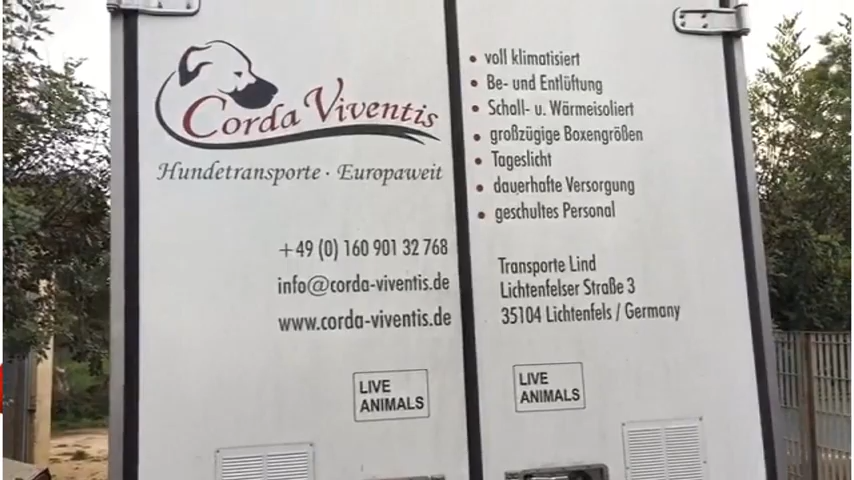 Corda Viventis
Hundetransporte · Europaweit
+49 (0) 160 901 32 768
info@corda-viventis.de
www.corda-viventis.de
LIVE
ANIMALS
• voll klimatisiert
• Be- und Entlüftung
• Schall- u. Wärmeisoliert
• großzügige Boxengrößen
• Tageslicht
• dauerhafte Versorgung
• geschultes Personal
Transporte Lind
Lichtenfelser Straße 3
35104 Lichtenfels / Germany
LIVE
ANIMALS